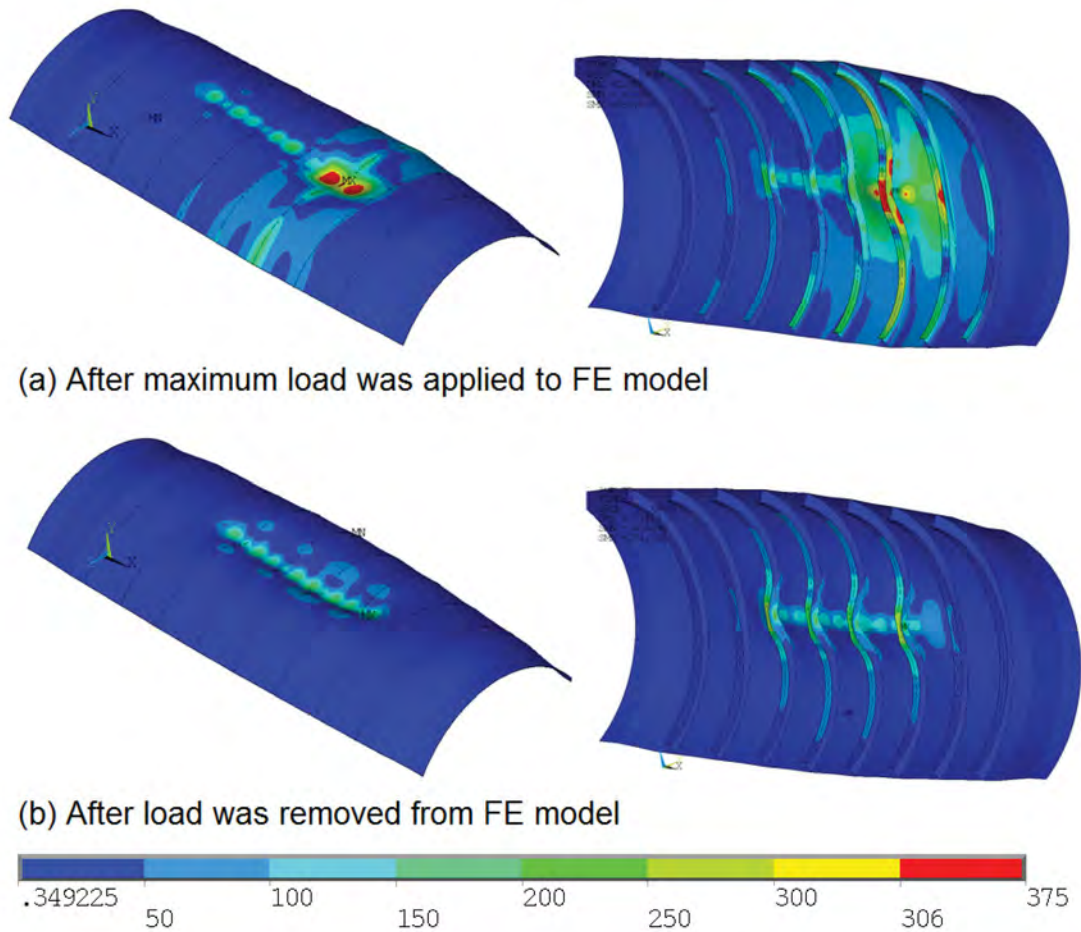 MN
X
MX
X
(a) After maximum load was applied to FE model
Y
MN
X
X
(b) After load was removed from FE model
.349225 100 200 300 375
50 150 250 306